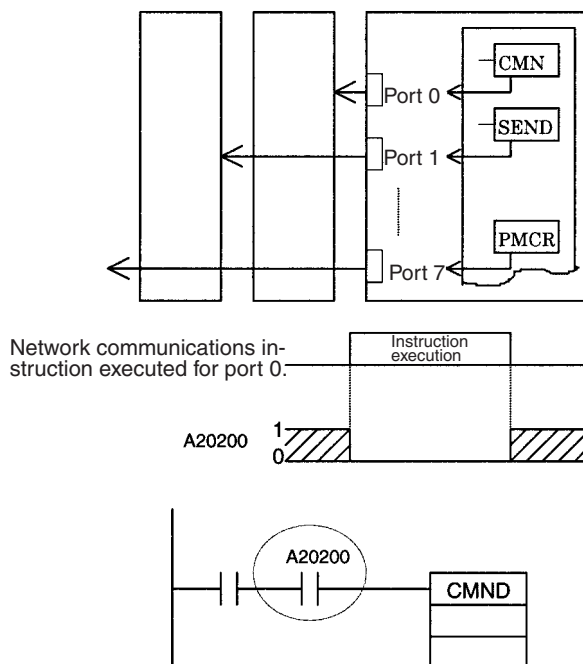 CMN
Port 0
SEND
Port 1
PMCR
Port 7
Network communications in-
struction executed for port 0.
Instruction
execution
1
A20200
0
A20200
CMND